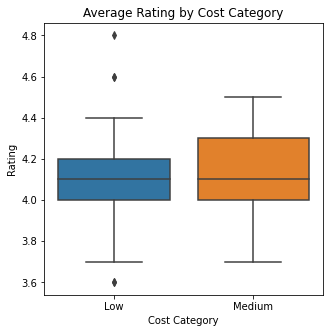 Average Rating by Cost Category
4.8
4.6
4.4
4.2
4.0
3.8
3.6
Rating
Low Medium
Cost Category